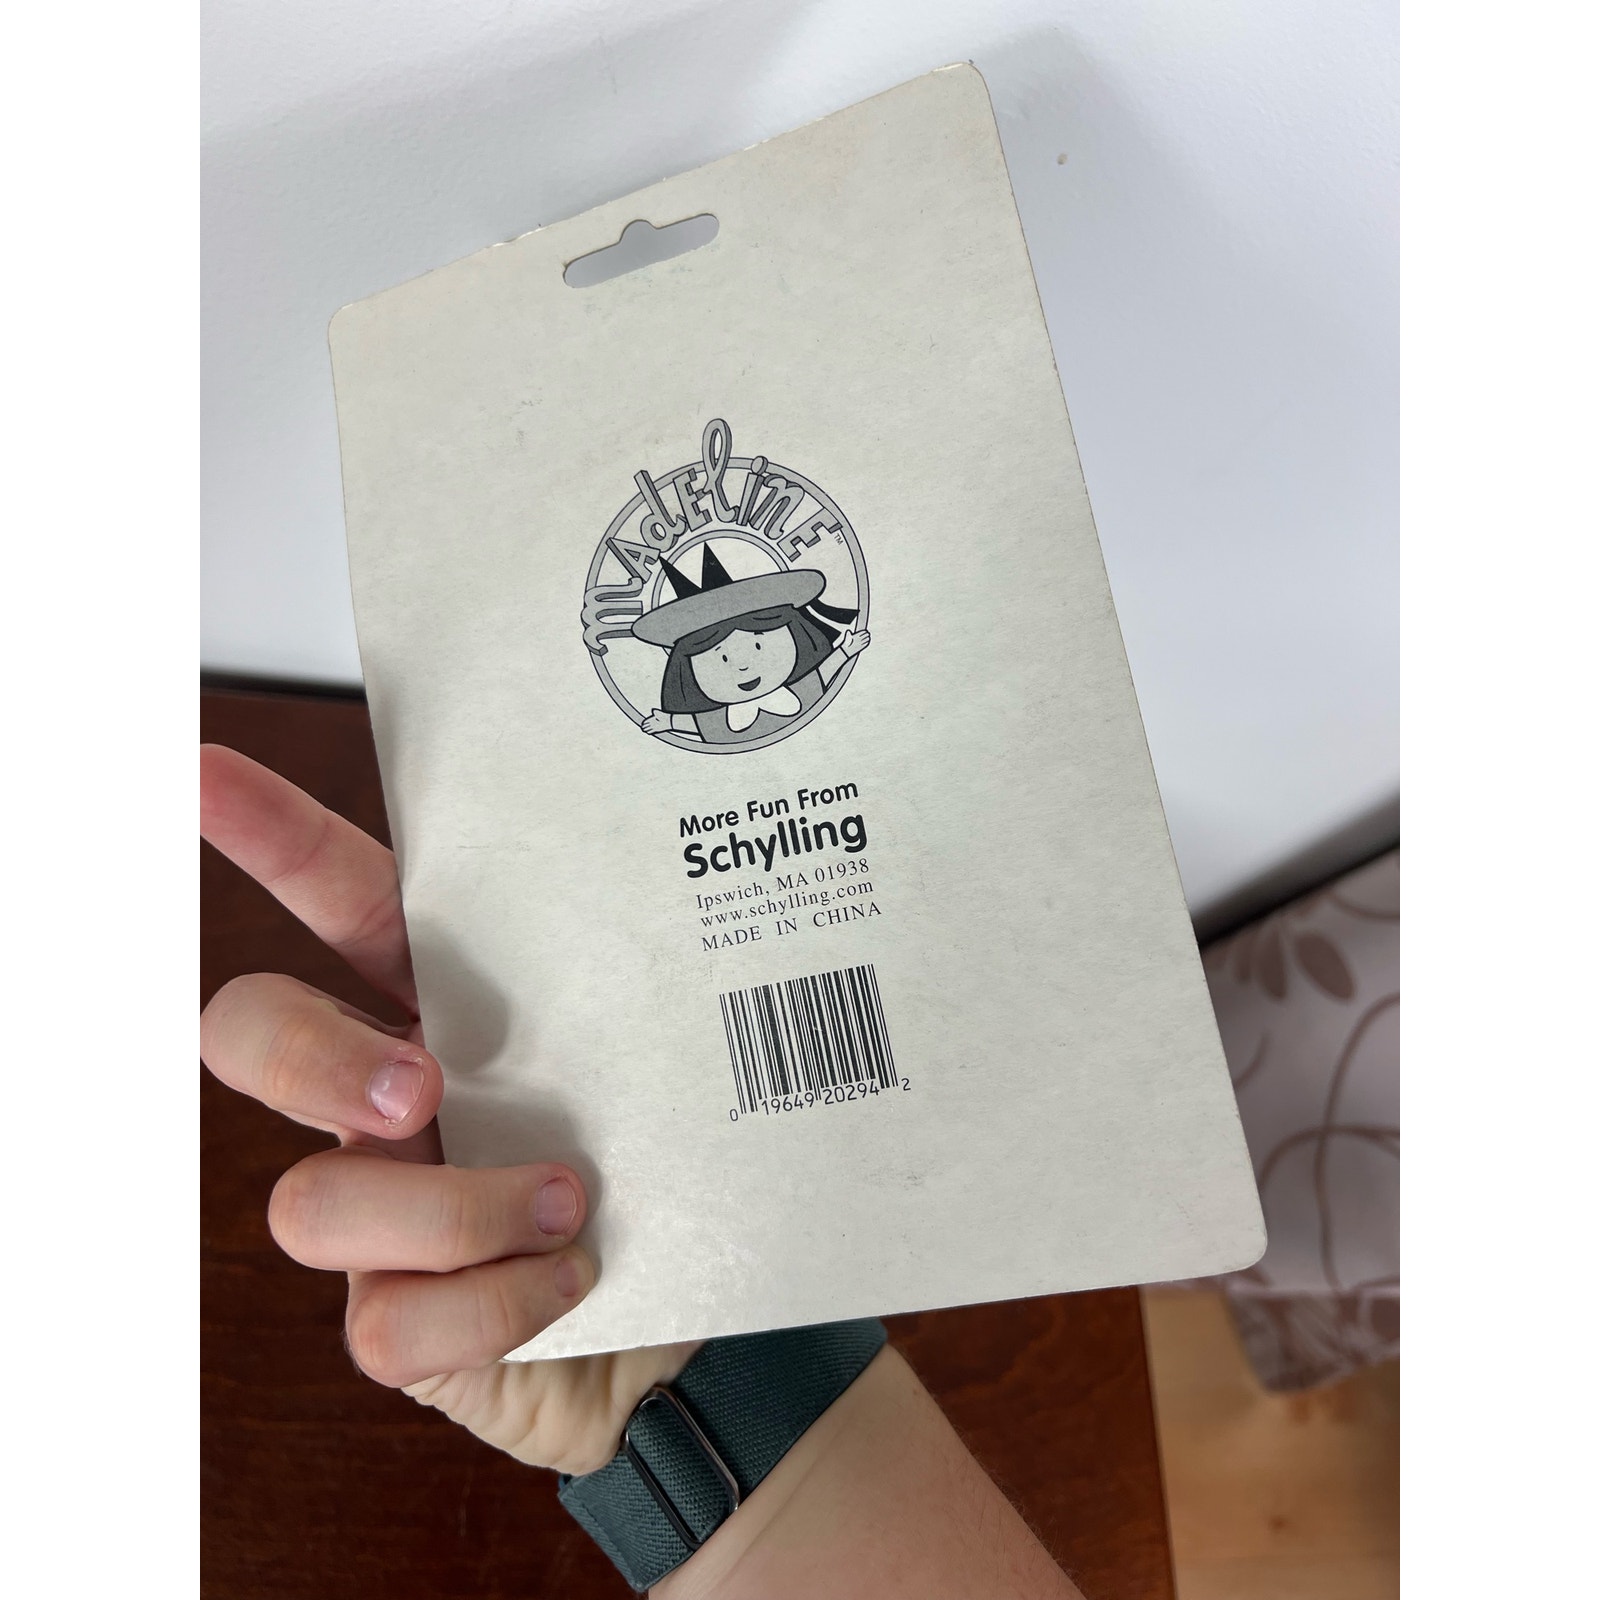 mAdElinE™
More Fun From
Schylling
Ipswich, MA 01938
www.schylling.com
MADE IN CHINA
0 19649 20294 2